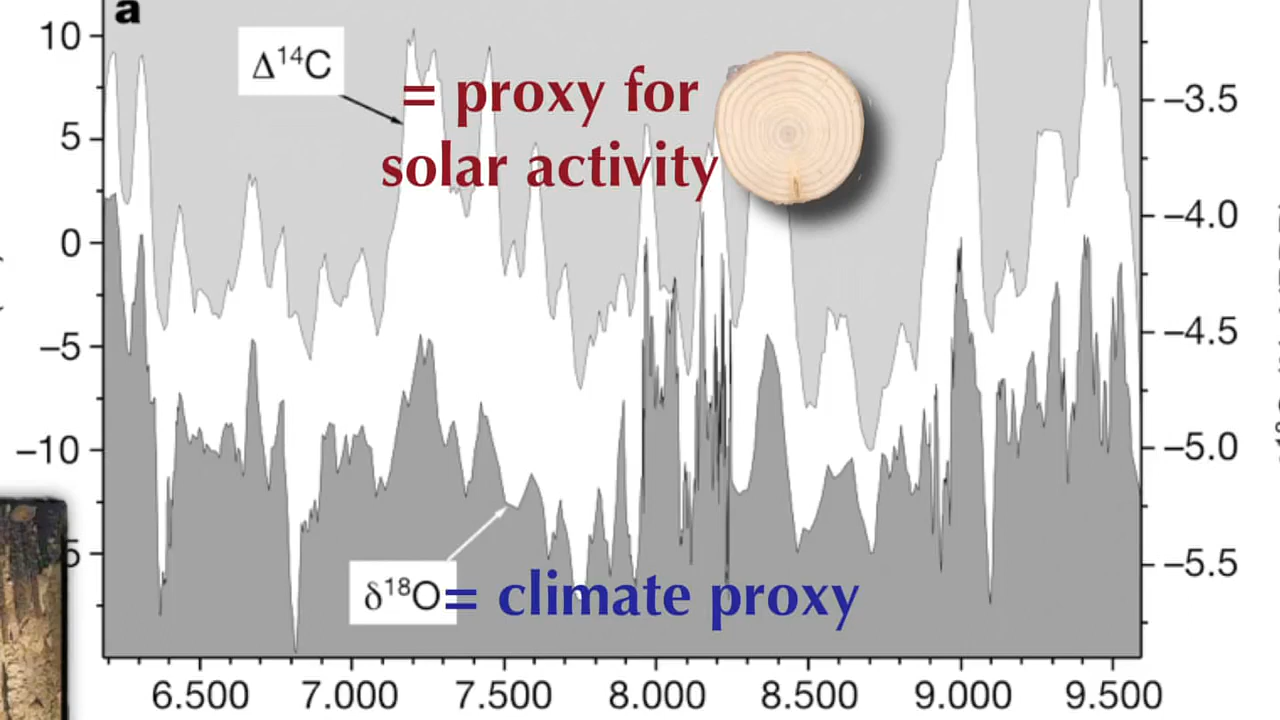 a
10
5
0
−5
−10
5
Δ14C
= proxy for
solar activity
δ18O = climate proxy
−3.5
−4.0
−4.5
−5.0
−5.5
6.500 7.000 7.500 8.000 8.500 9.000 9.500